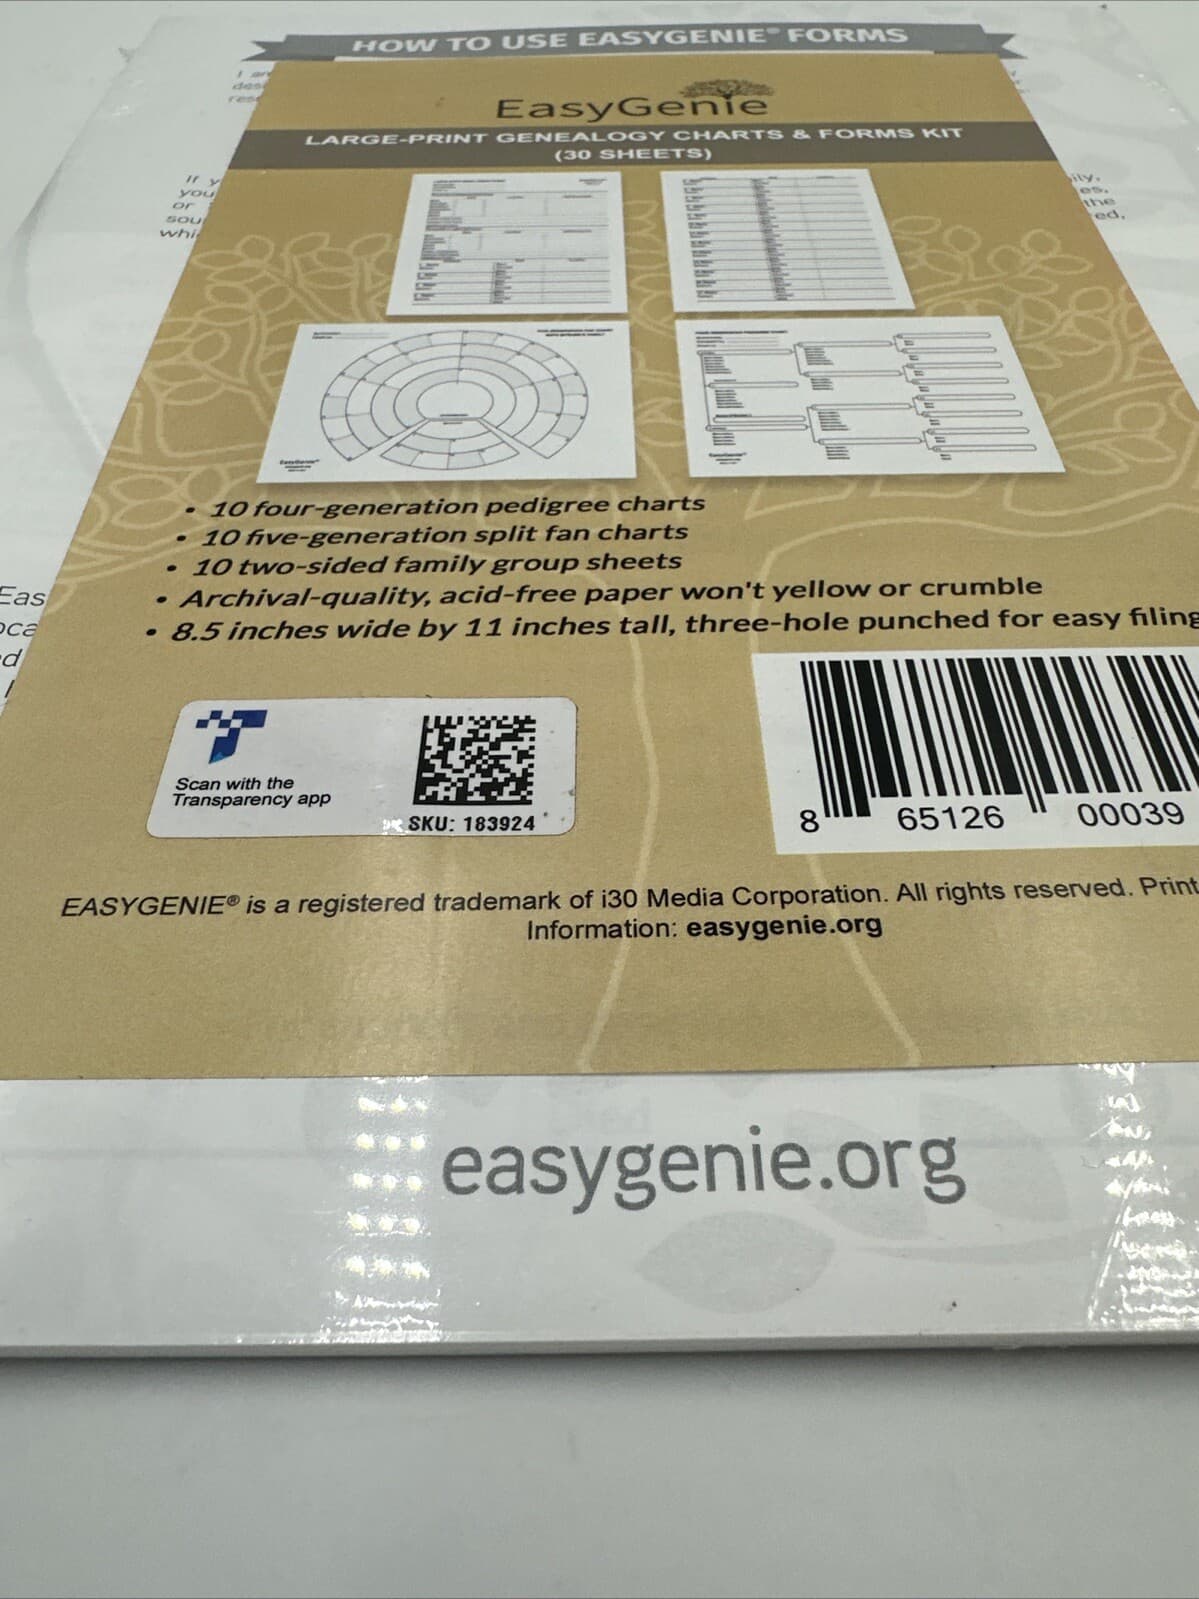 HOW TO USE EASYGENIE® FORMS
EasyGenie
LARGE-PRINT GENEALOGY CHARTS & FORMS KIT
(30 SHEETS)
• 10 four-generation pedigree charts
• 10 five-generation split fan charts
• 10 two-sided family group sheets
• Archival-quality, acid-free paper won't yellow or crumble
• 8.5 inches wide by 11 inches tall, three-hole punched for easy filing
Scan with the
Transparency app
SKU: 183924
8 65126 00039
EASYGENIE® is a registered trademark of i30 Media Corporation. All rights reserved. Print
Information: easygenie.org
easygenie.org